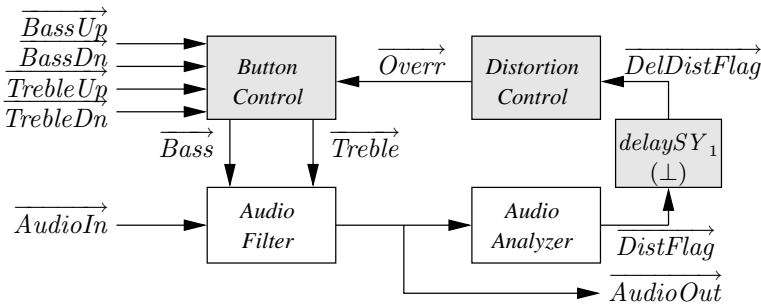 BassUp
BassDn
TrebleUp
TrebleDn
Button
Control
Overr
Distortion
Control
DelDistFlag
Bass
Treble
delaySY₁
(⊥)
AudioIn
Audio
Filter
Audio
Analyzer
DistFlag
AudioOut